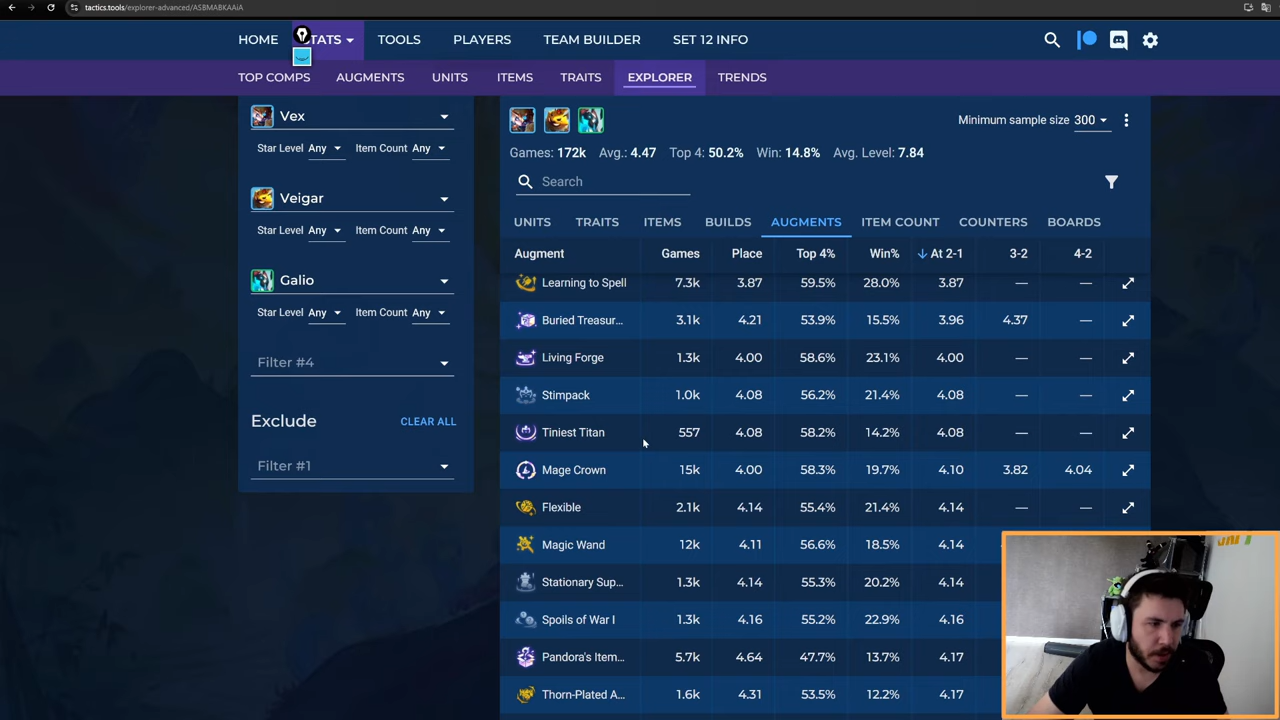 tactics.tools/explorer-advanced/ASBMABKAAiA
HOME
TATS
TOOLS
PLAYERS
TEAM BUILDER
SET 12 INFO
TOP COMPS
AUGMENTS
UNITS
ITEMS
TRAITS
EXPLORER
TRENDS
Vex
Star Level Any Item Count Any
Veigar
Star Level Any Item Count Any
Galio
Star Level Any Item Count Any
Filter #4
Exclude CLEAR ALL
Filter #1
Minimum sample size 300
Games: 172k Avg.: 4.47 Top 4: 50.2% Win: 14.8% Avg. Level: 7.84
Search
UNITS TRAITS ITEMS BUILDS AUGMENTS ITEM COUNT COUNTERS BOARDS
Augment Games Place Top 4% Win% At 2-1 3-2 4-2
Learning to Spell 7.3k 3.87 59.5% 28.0% 3.87 — —
Buried Treasur... 3.1k 4.21 53.9% 15.5% 3.96 4.37 —
Living Forge 1.3k 4.00 58.6% 23.1% 4.00 — —
Stimpack 1.0k 4.08 56.2% 21.4% 4.08 — —
Tiniest Titan 557 4.08 58.2% 14.2% 4.08 — —
Mage Crown 15k 4.00 58.3% 19.7% 4.10 3.82 4.04
Flexible 2.1k 4.14 55.4% 21.4% 4.14 — —
Magic Wand 12k 4.11 56.6% 18.5% 4.14
Stationary Sup... 1.3k 4.14 55.3% 20.2% 4.14
Spoils of War I 1.3k 4.16 55.2% 22.9% 4.16
Pandora's Item... 5.7k 4.64 47.7% 13.7% 4.17
Thorn-Plated A... 1.6k 4.31 53.5% 12.2% 4.17